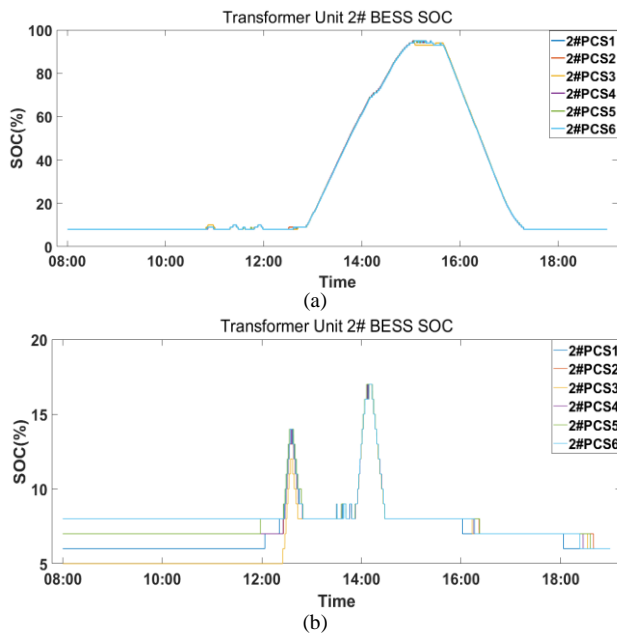 Transformer Unit 2# BESS SOC
100
80
60
40
20
0
SOC(%)
08:00 10:00 12:00 14:00 16:00 18:00
Time
2#PCS1
2#PCS2
2#PCS3
2#PCS4
2#PCS5
2#PCS6
(a)
Transformer Unit 2# BESS SOC
20
15
10
5
SOC(%)
08:00 10:00 12:00 14:00 16:00 18:00
Time
2#PCS1
2#PCS2
2#PCS3
2#PCS4
2#PCS5
2#PCS6
(b)